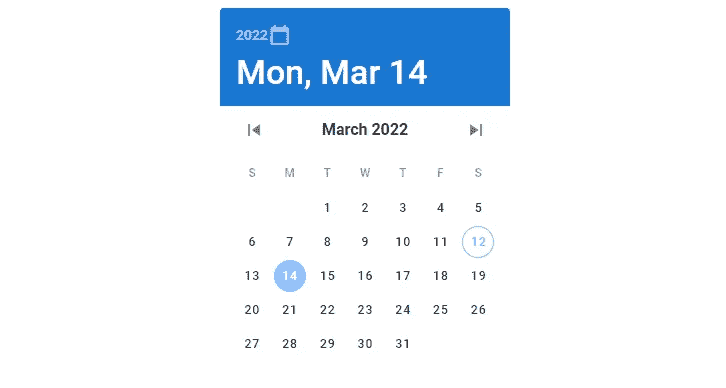 2022
Mon, Mar 14
March 2022
S M T W T F S
1 2 3 4 5
6 7 8 9 10 11 12
13 14 15 16 17 18 19
20 21 22 23 24 25 26
27 28 29 30 31